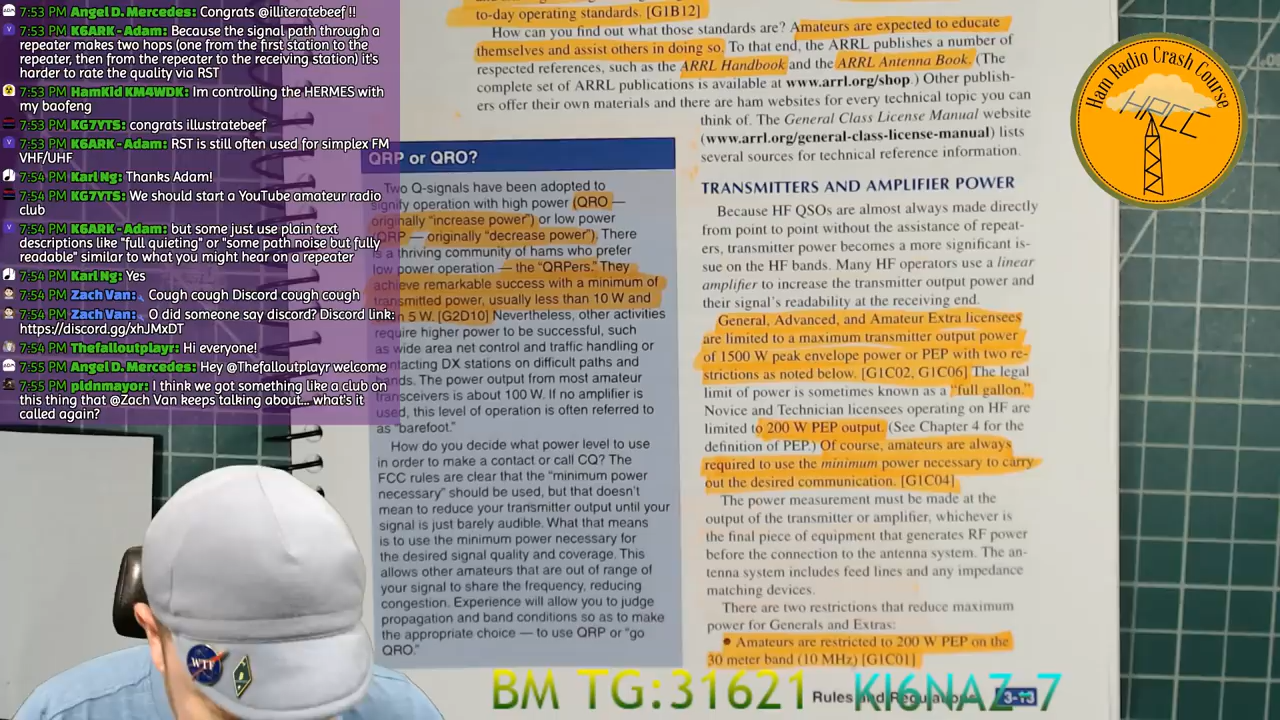 7:53 PM Angel D. Mercedes: Congrats @illiteratebeef !!
7:53 PM K6ARK - Adam: Because the signal path through a
repeater makes two hops (one from the first station to the
repeater, then from the repeater to the receiving station) it's
harder to rate the quality via RST
7:53 PM HamKid KM4WDK: Im controlling the HERMES with
my baofeng
7:53 PM KG7YTS: congrats illustratebeef
7:53 PM K6ARK - Adam: RST is still often used for simplex FM
VHF/UHF
7:54 PM Karl Ng: Thanks Adam!
7:54 PM KG7YTS: We should start a YouTube amateur radio
club
7:54 PM K6ARK - Adam: but some just use plain text
descriptions like "full quieting" or "some path noise but fully
readable" similar to what you might hear on a repeater
7:54 PM Karl Ng: Yes
7:54 PM Zach Van: Cough cough Discord cough cough
7:54 PM Zach Van: O did someone say discord? Discord link:
https://discord.gg/xhJMxDT
7:54 PM Thefalloutplayr: Hi everyone!
7:55 PM Angel D. Mercedes: Hey @Thefalloutplayr welcome
7:55 PM pldnmayor: I think we got something like a club on
this thing that @Zach Van keeps talking about... what's it
called again?
to-day operating standards. [G1B12]
How can you find out what those standards are? Amateurs are expected to educate
themselves and assist others in doing so. To that end, the ARRL publishes a number of
respected references, such as the ARRL Handbook and the ARRL Antenna Book. (The
complete set of ARRL publications is available at www.arrl.org/shop.) Other publish-
ers offer their own materials and there are ham websites for every technical topic you can
think of. The General Class License Manual website
(www.arrl.org/general-class-license-manual) lists
several sources for technical reference information.
QRP or QRO?
Two Q-signals have been adopted to
signify operation with high power (QRO —
originally "increase power") or low power
(QRP — originally "decrease power"). There
is a thriving community of hams who prefer
low power operation — the "QRPers." They
achieve remarkable success with a minimum of
transmitted power, usually less than 10 W and
5 W. [G2D10] Nevertheless, other activities
require higher power to be successful, such
as wide area net control and traffic handling or
contacting DX stations on difficult paths and
bands. The power output from most amateur
transceivers is about 100 W. If no amplifier is
used, this level of operation is often referred to
as "barefoot."
How do you decide what power level to use
in order to make a contact or call CQ? The
FCC rules are clear that the "minimum power
necessary" should be used, but that doesn't
mean to reduce your transmitter output until your
signal is just barely audible. What that means
is to use the minimum power necessary for
the desired signal quality and coverage. This
allows other amateurs that are out of range of
your signal to share the frequency, reducing
congestion. Experience will allow you to judge
propagation and band conditions so as to make
the appropriate choice — to use QRP or "go
QRO."
TRANSMITTERS AND AMPLIFIER POWER
Because HF QSOs are almost always made directly
from point to point without the assistance of repeat-
ers, transmitter power becomes a more significant is-
sue on the HF bands. Many HF operators use a linear
amplifier to increase the transmitter output power and
their signal's readability at the receiving end.
General, Advanced, and Amateur Extra licensees
are limited to a maximum transmitter output power
of 1500 W peak envelope power or PEP with two re-
strictions as noted below. [G1C02, G1C06] The legal
limit of power is sometimes known as a "full gallon."
Novice and Technician licensees operating on HF are
limited to 200 W PEP output. (See Chapter 4 for the
definition of PEP.) Of course, amateurs are always
required to use the minimum power necessary to carry
out the desired communication. [G1C04]
The power measurement must be made at the
output of the transmitter or amplifier, whichever is
the final piece of equipment that generates RF power
before the connection to the antenna system. The an-
tenna system includes feed lines and any impedance
matching devices.
There are two restrictions that reduce maximum
power for Generals and Extras:
• Amateurs are restricted to 200 W PEP on the
30 meter band (10 MHz) [G1C01]
Rules and Regulations 3-13
BM TG:31621 KI6NAZ-7
Ham Radio Crash Course
HRCC
WTF